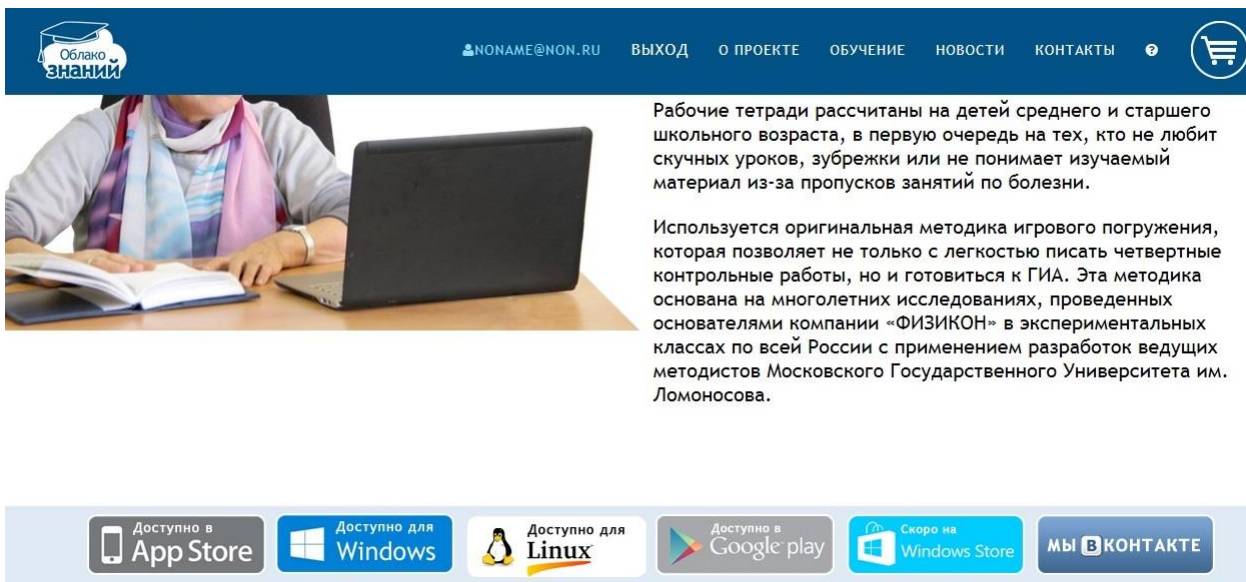 Облако
знаний
NONAME@NON.RU ВЫХОД О ПРОЕКТЕ ОБУЧЕНИЕ НОВОСТИ КОНТАКТЫ ?
Рабочие тетради рассчитаны на детей среднего и старшего
школьного возраста, в первую очередь на тех, кто не любит
скучных уроков, зубрежки или не понимает изучаемый
материал из-за пропусков занятий по болезни.
Используется оригинальная методика игрового погружения,
которая позволяет не только с легкостью писать четвертные
контрольные работы, но и готовиться к ГИА. Эта методика
основана на многолетних исследованиях, проведенных
основателями компании «ФИЗИКОН» в экспериментальных
классах по всей России с применением разработок ведущих
методистов Московского Государственного Университета им.
Ломоносова.
Доступно в
App Store
Доступно для
Windows
Доступно для
Linux
Доступно в
Google play
Скоро на
Windows Store
МЫ ВКОНТАКТЕ